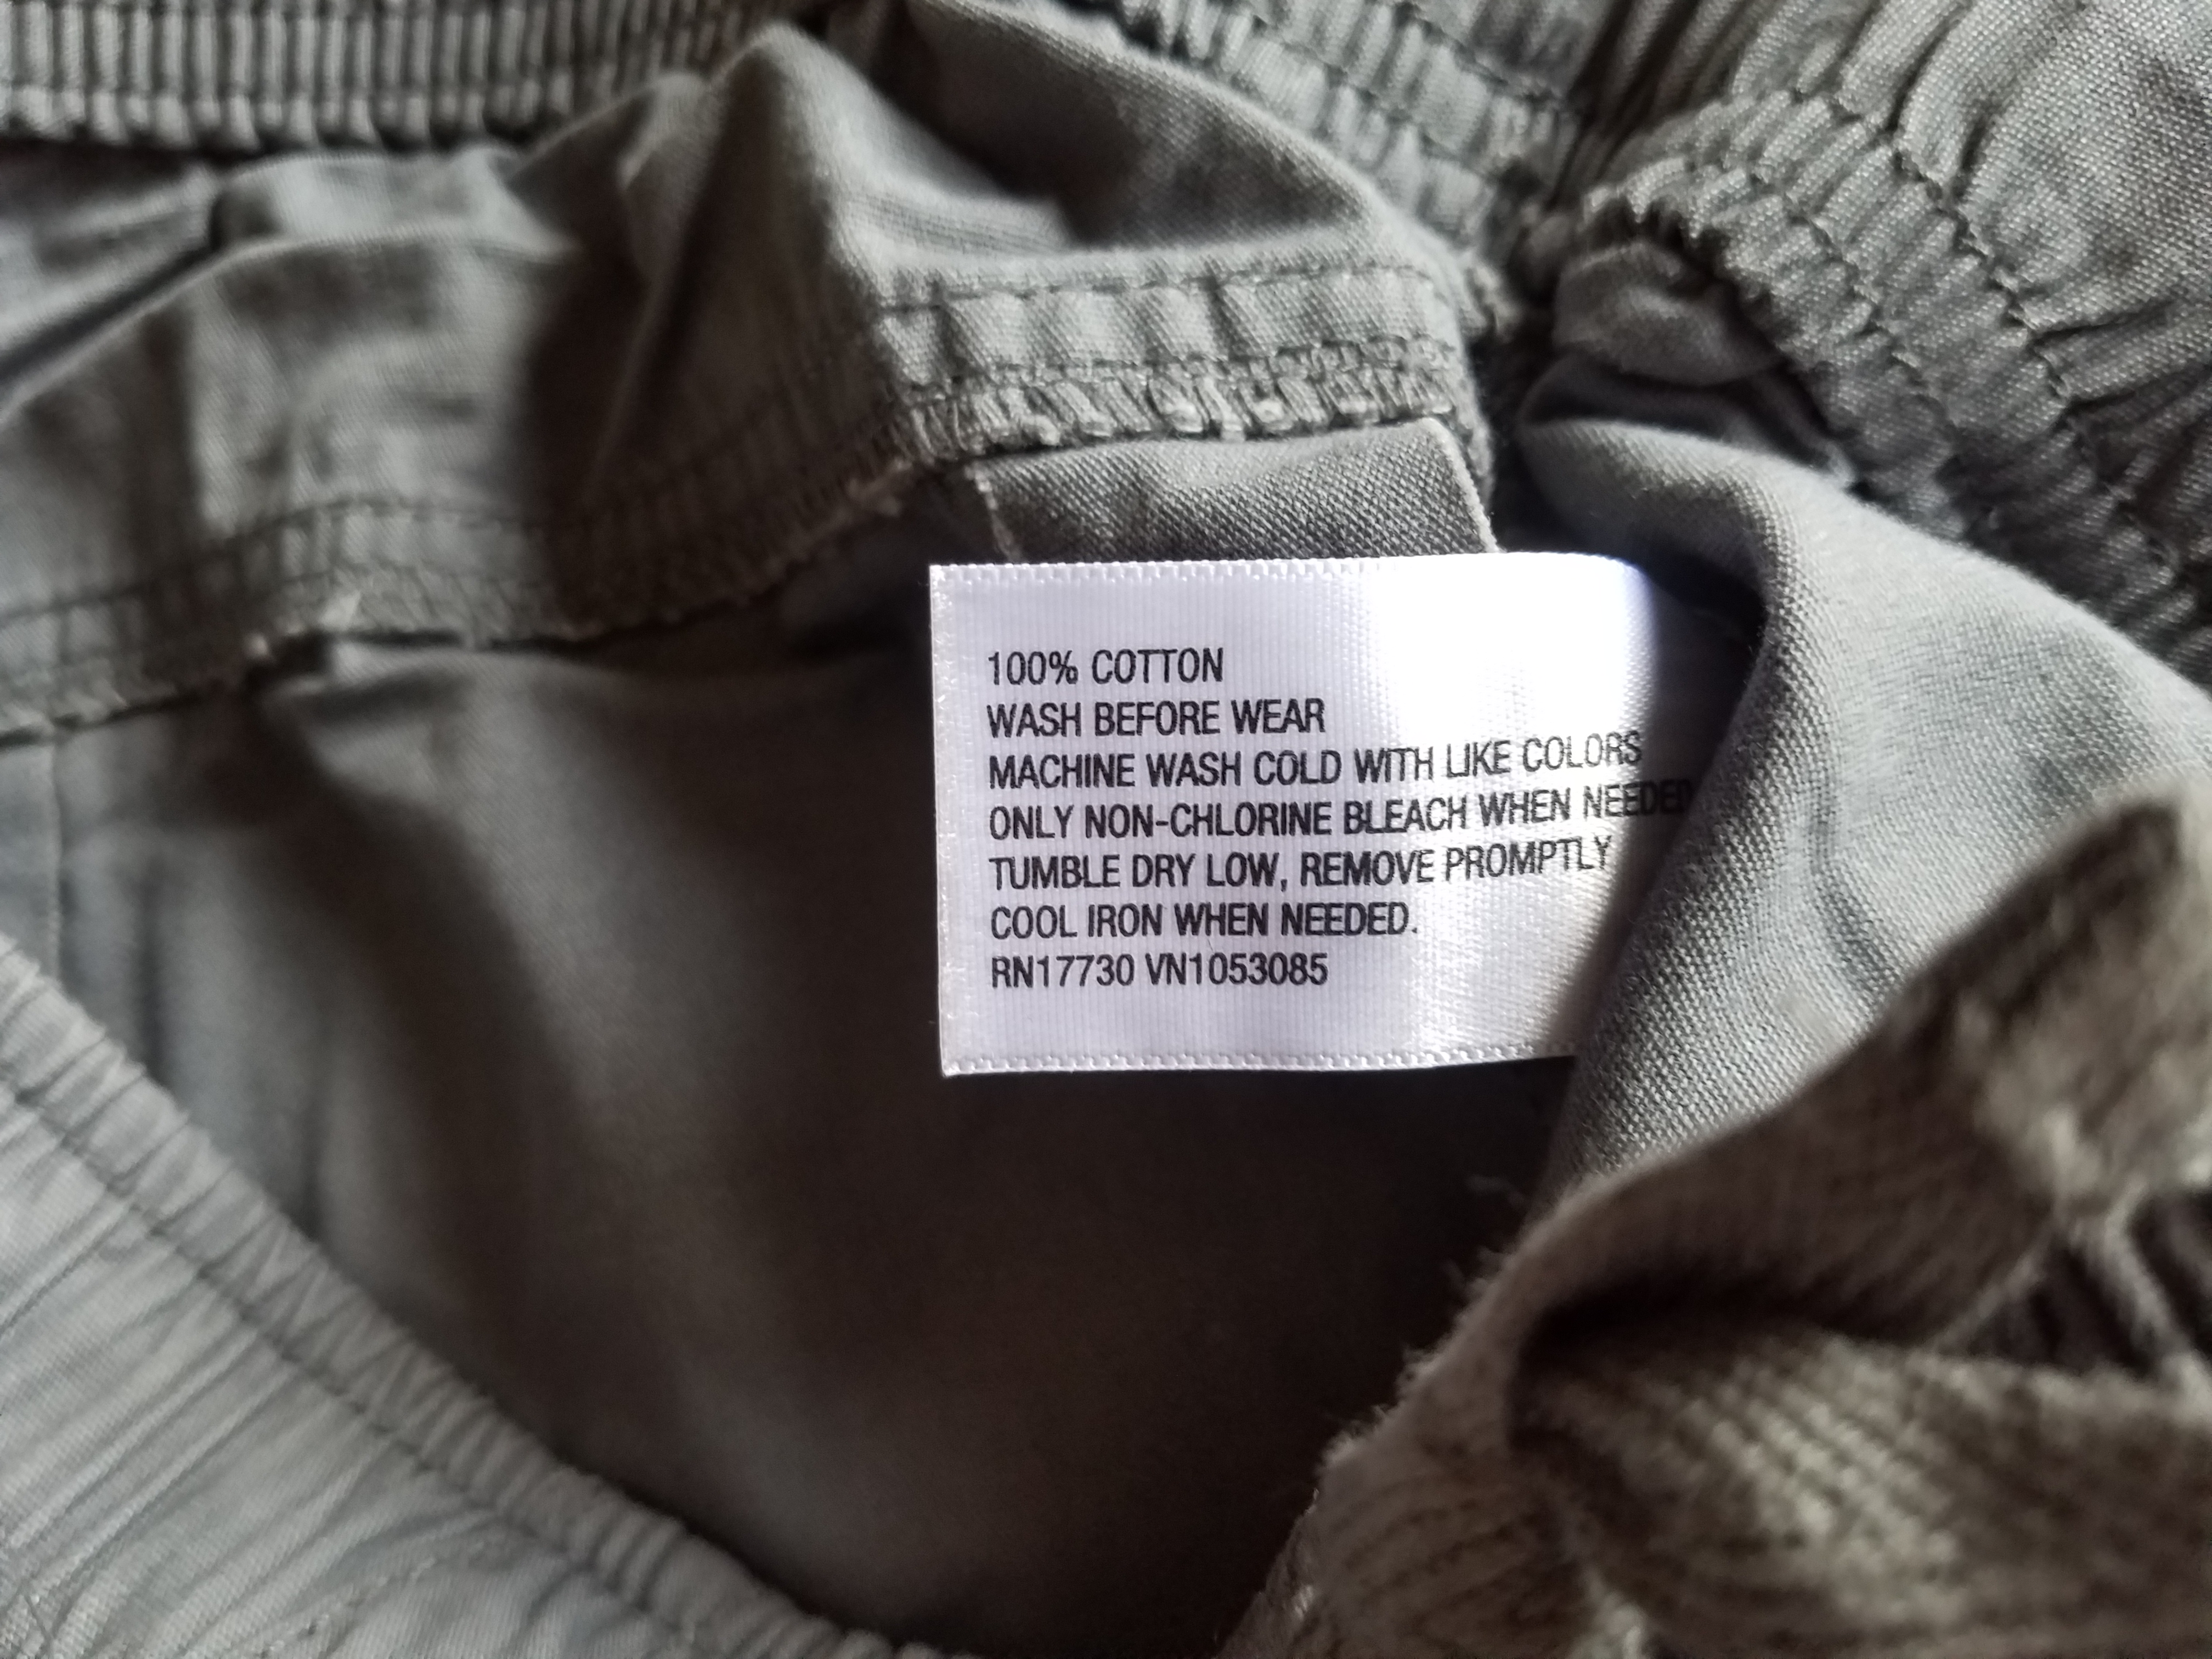 100% COTTON
WASH BEFORE WEAR
MACHINE WASH COLD WITH LIKE COLORS
ONLY NON-CHLORINE BLEACH WHEN NEEDED
TUMBLE DRY LOW, REMOVE PROMPTLY
COOL IRON WHEN NEEDED.
RN17730 VN1053085